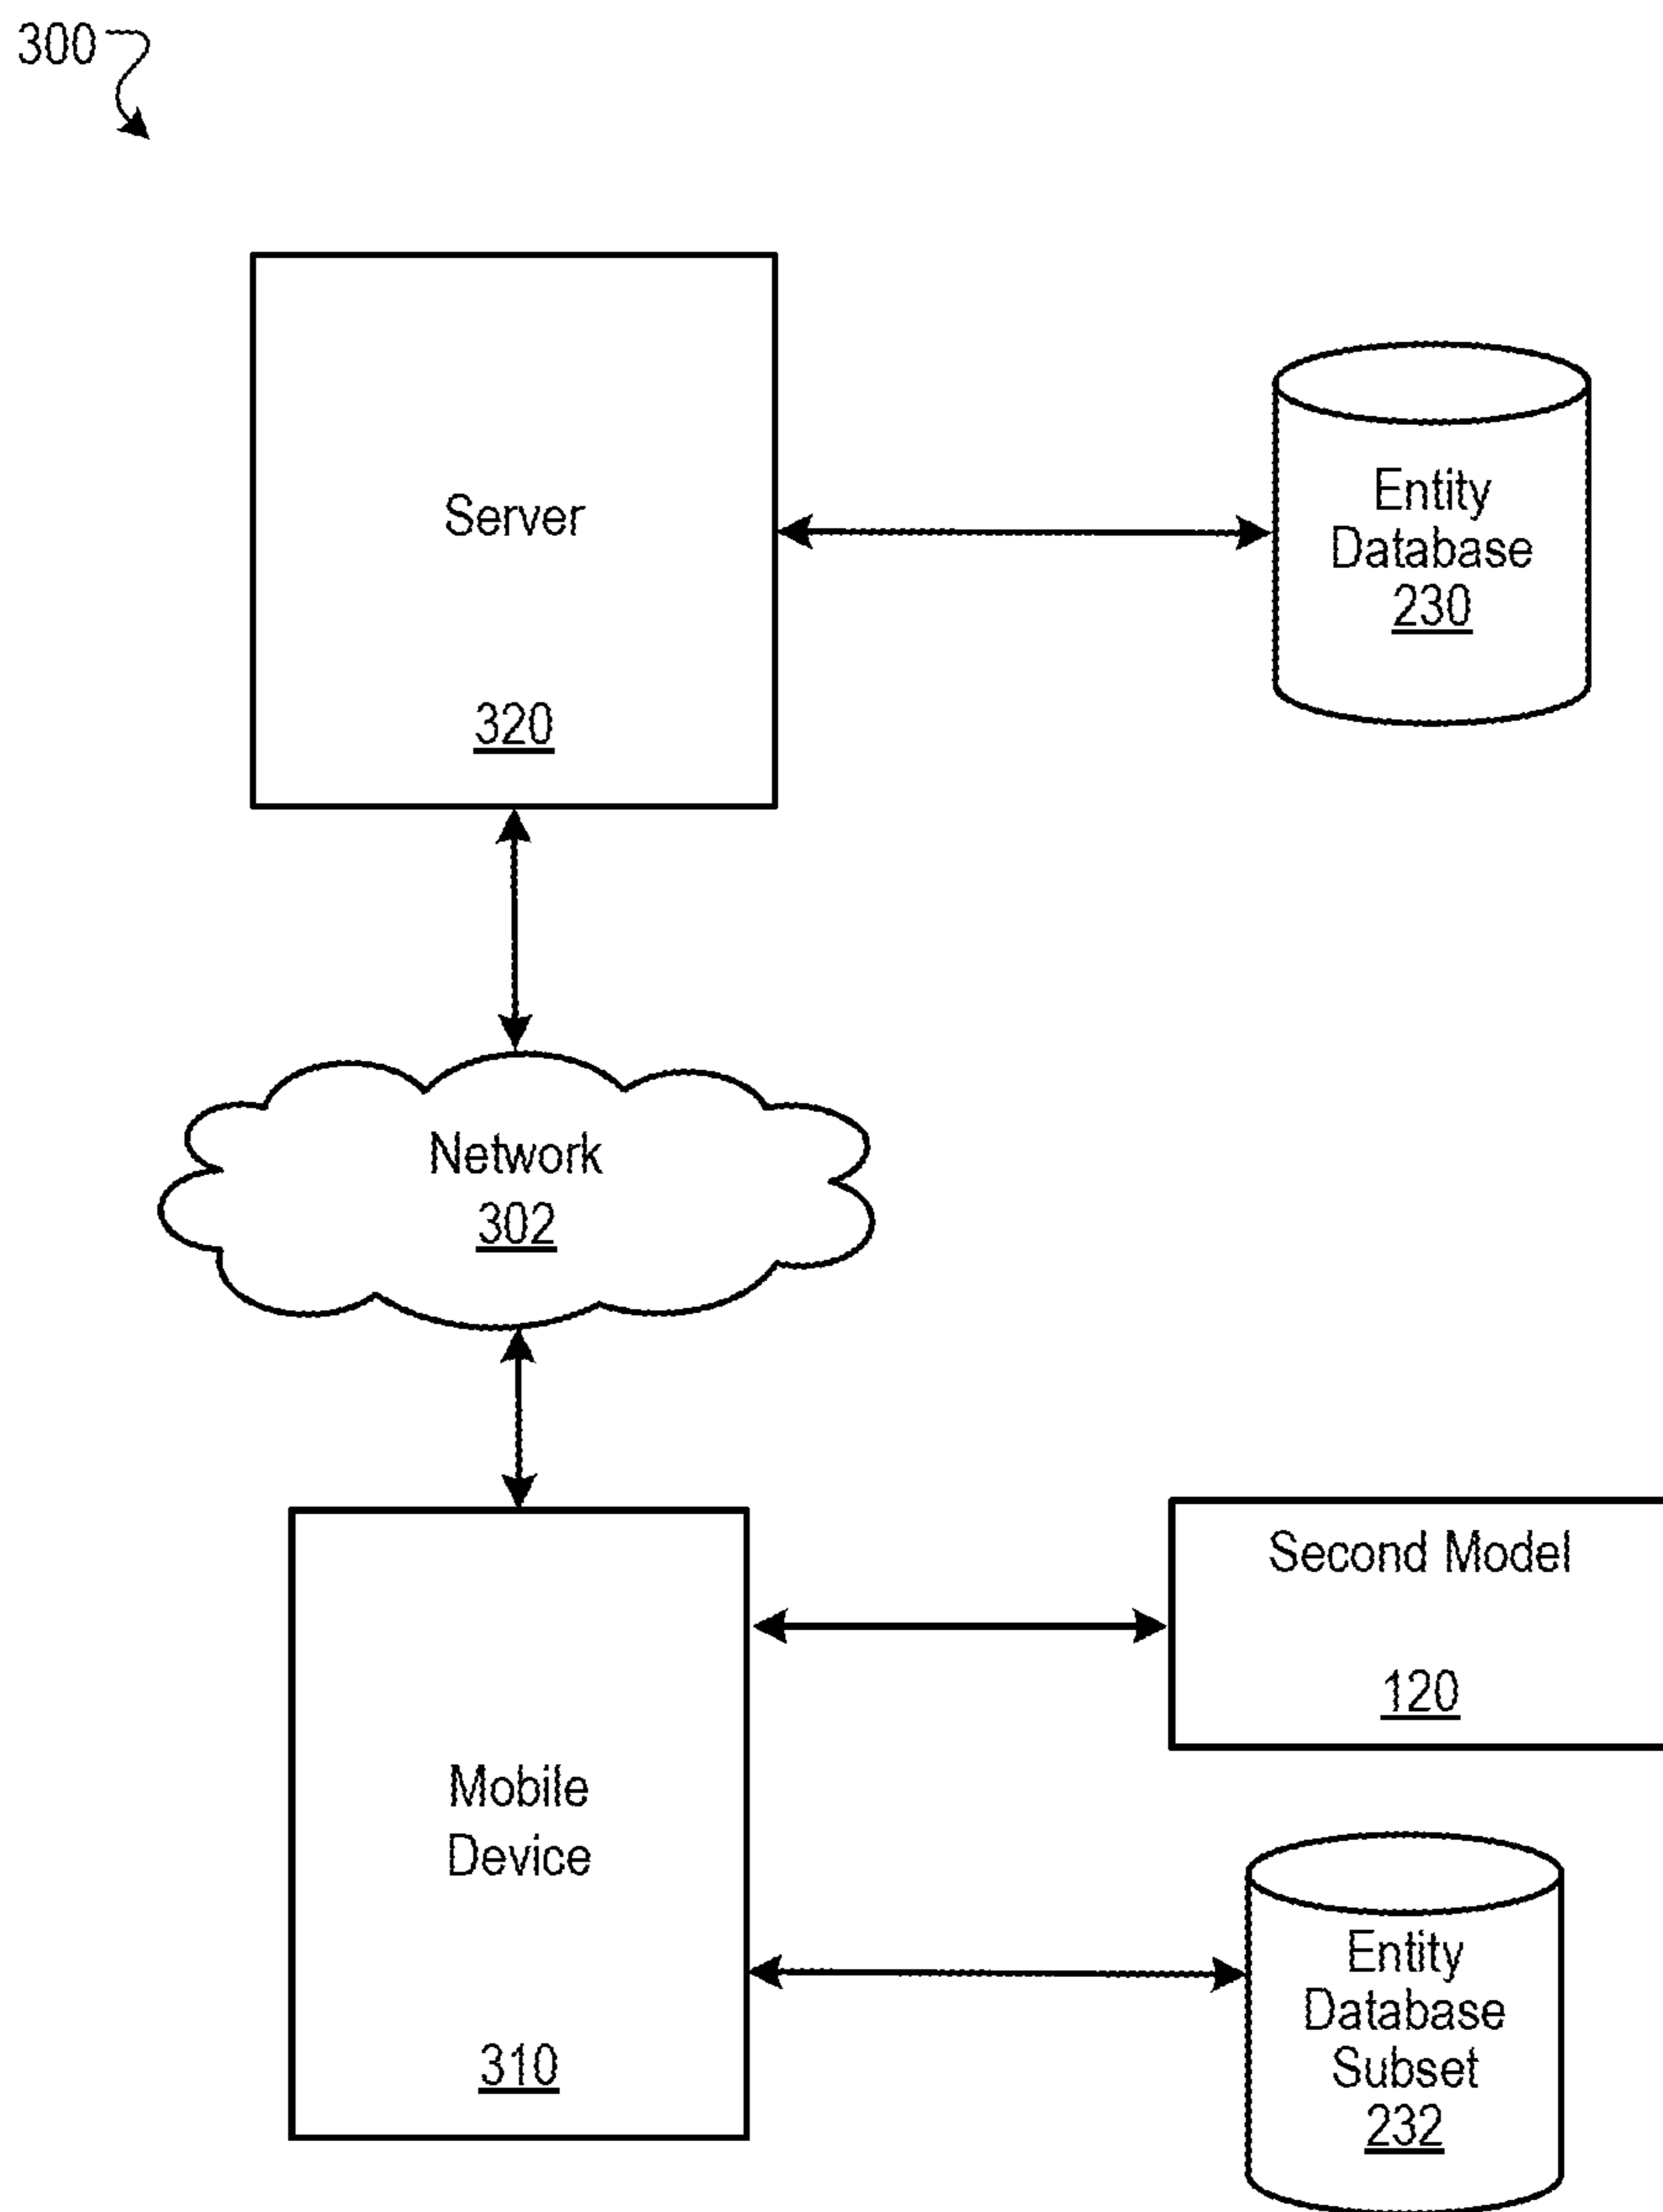 300
Server
320
Entity
Database
230
Network
302
Mobile
Device
310
Second Model
120
Entity
Database
Subset
232